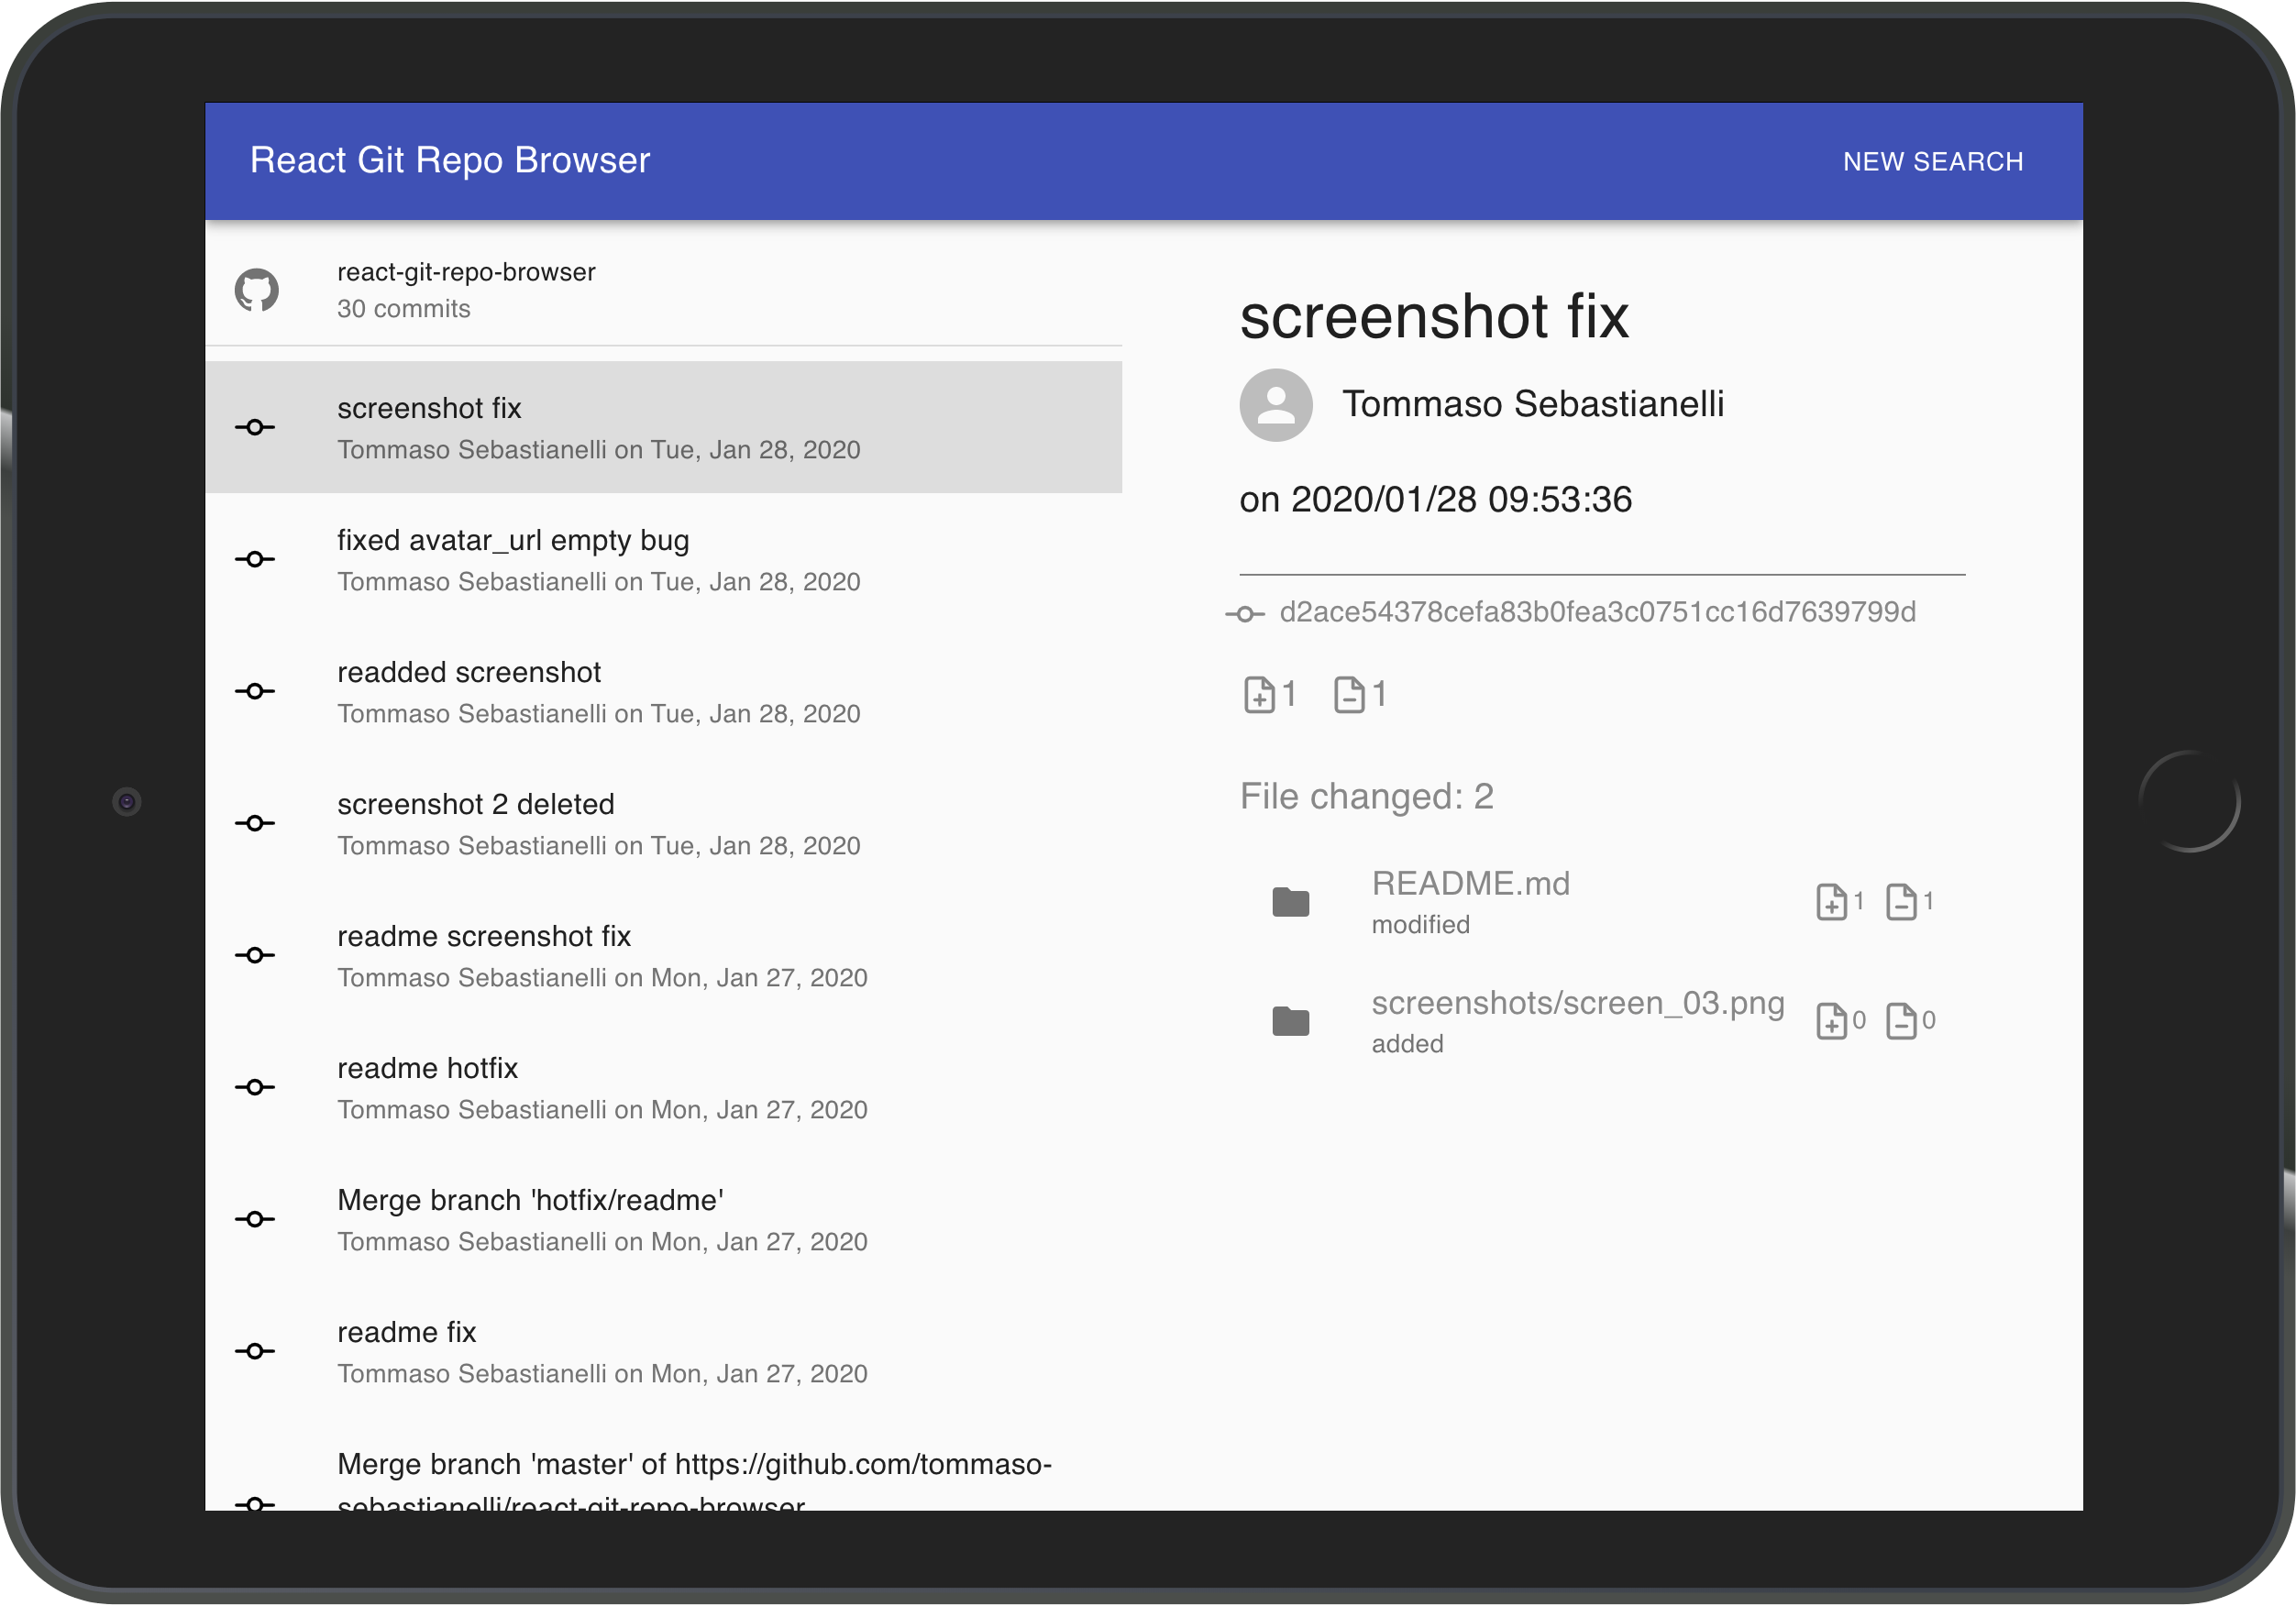 React Git Repo Browser
NEW SEARCH
react-git-repo-browser
30 commits
screenshot fix
Tommaso Sebastianelli on Tue, Jan 28, 2020
fixed avatar_url empty bug
Tommaso Sebastianelli on Tue, Jan 28, 2020
readded screenshot
Tommaso Sebastianelli on Tue, Jan 28, 2020
screenshot 2 deleted
Tommaso Sebastianelli on Tue, Jan 28, 2020
readme screenshot fix
Tommaso Sebastianelli on Mon, Jan 27, 2020
readme hotfix
Tommaso Sebastianelli on Mon, Jan 27, 2020
Merge branch 'hotfix/readme'
Tommaso Sebastianelli on Mon, Jan 27, 2020
readme fix
Tommaso Sebastianelli on Mon, Jan 27, 2020
Merge branch 'master' of https://github.com/tommaso-
sebastianelli/react-git-repo-browser
screenshot fix
Tommaso Sebastianelli
on 2020/01/28 09:53:36
d2ace54378cefa83b0fea3c0751cc16d7639799d
1 1
File changed: 2
README.md
modified
1 1
screenshots/screen_03.png
added
0 0